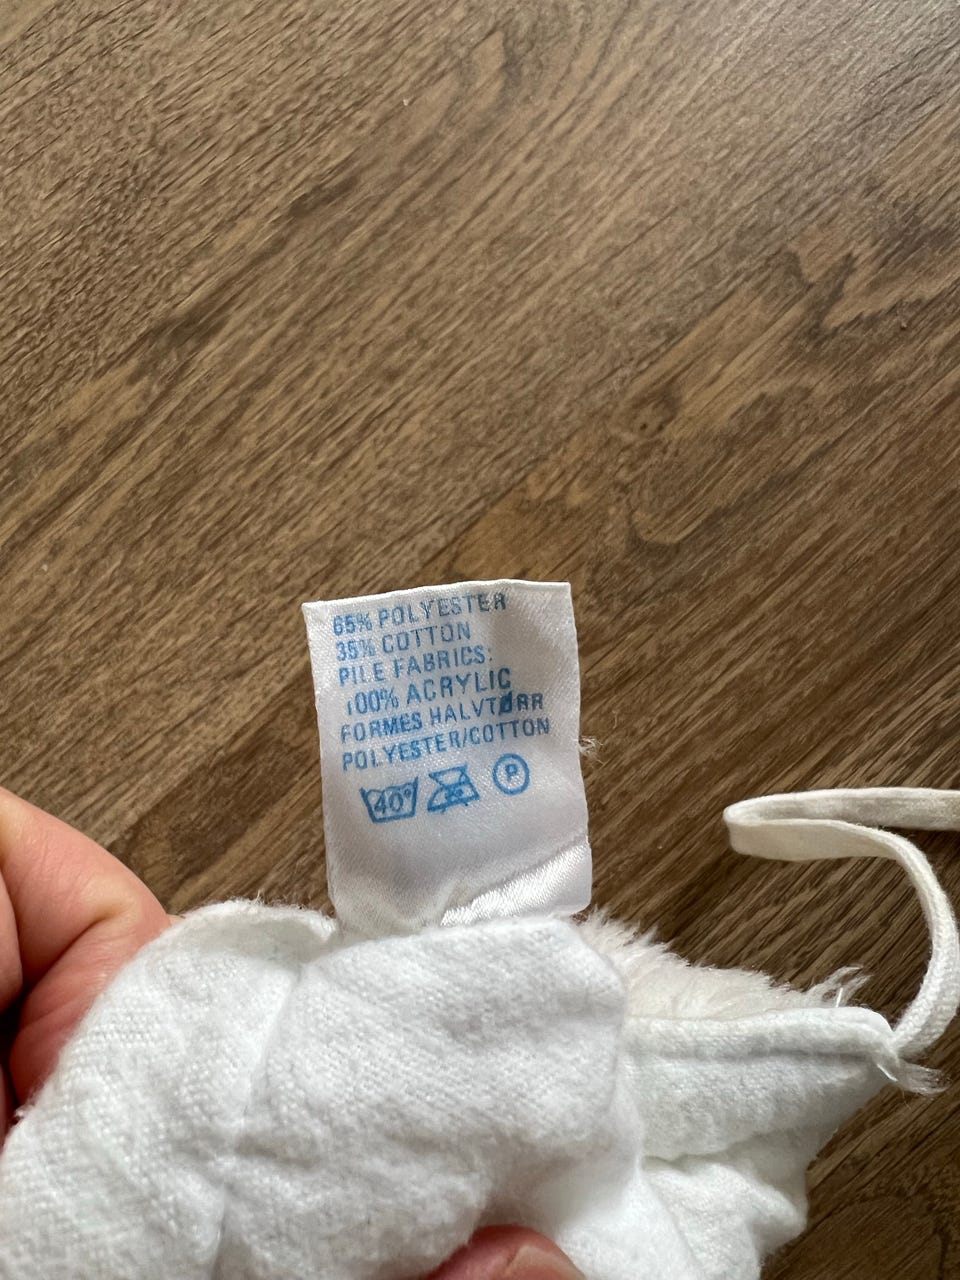 65% POLYESTER
35% COTTON
PILE FABRICS:
100% ACRYLIC
FORMES HALVTØRR
POLYESTER/COTTON
40° P